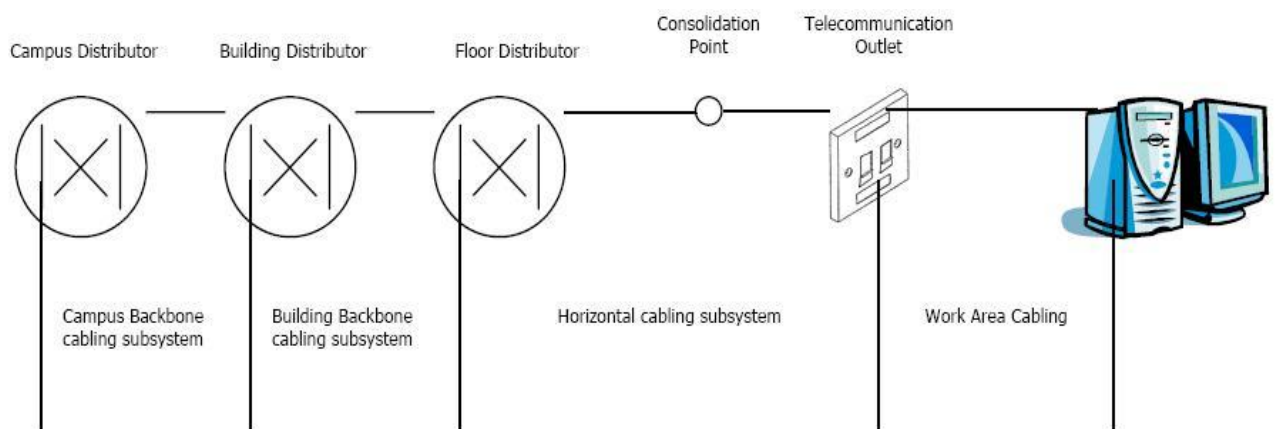 Consolidation
Point
Telecommunication
Outlet
Campus Distributor
Building Distributor
Floor Distributor
Campus Backbone
cabling subsystem
Building Backbone
cabling subsystem
Horizontal cabling subsystem
Work Area Cabling